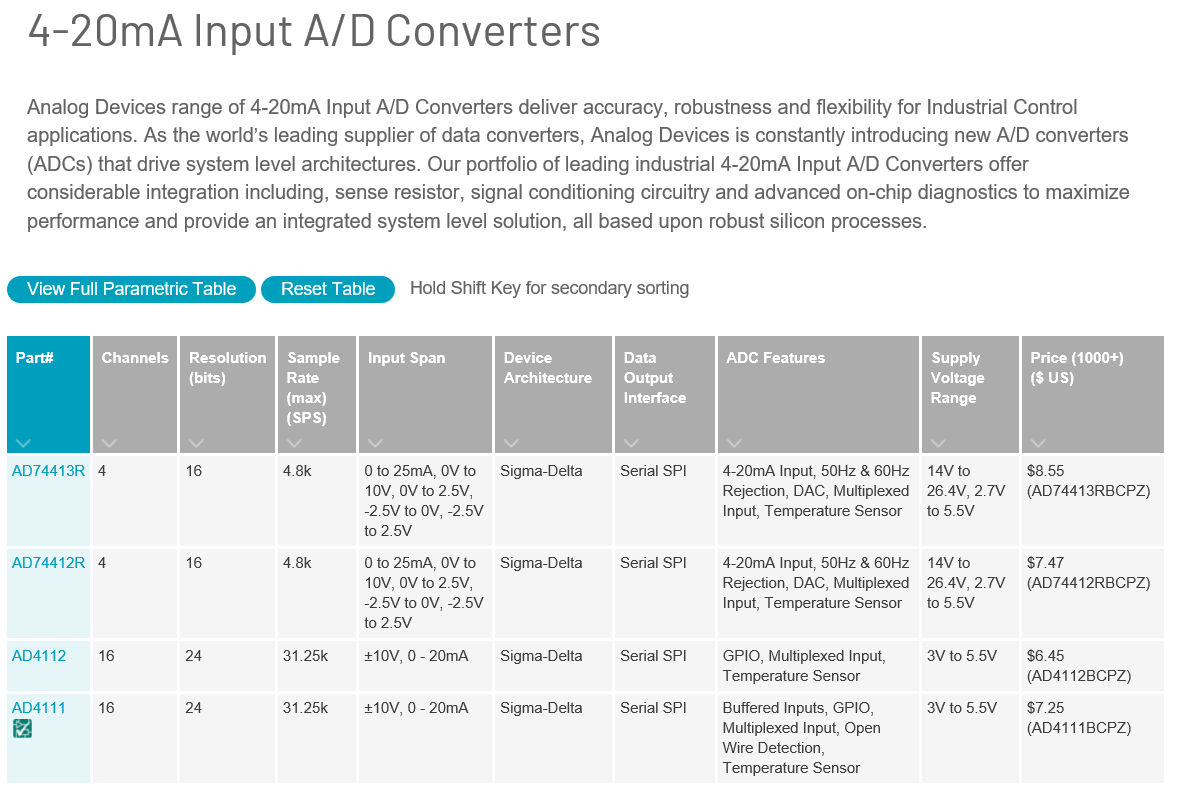 4-20mA Input A/D Converters
Analog Devices range of 4-20mA Input A/D Converters deliver accuracy, robustness and flexibility for Industrial Control
applications. As the world’s leading supplier of data converters, Analog Devices is constantly introducing new A/D converters
(ADCs) that drive system level architectures. Our portfolio of leading industrial 4-20mA Input A/D Converters offer
considerable integration including, sense resistor, signal conditioning circuitry and advanced on-chip diagnostics to maximize
performance and provide an integrated system level solution, all based upon robust silicon processes.
View Full Parametric Table Reset Table Hold Shift Key for secondary sorting
Part#
Channels
Resolution
(bits)
Sample
Rate
(max)
(SPS)
Input Span
Device
Architecture
Data
Output
Interface
ADC Features
Supply
Voltage
Range
Price (1000+)
($ US)
AD74413R
4
16
4.8k
0 to 25mA, 0V to
10V, 0V to 2.5V,
-2.5V to 0V, -2.5V
to 2.5V
Sigma-Delta
Serial SPI
4-20mA Input, 50Hz & 60Hz
Rejection, DAC, Multiplexed
Input, Temperature Sensor
14V to
26.4V, 2.7V
to 5.5V
$8.55
(AD74413RBCPZ)
AD74412R
4
16
4.8k
0 to 25mA, 0V to
10V, 0V to 2.5V,
-2.5V to 0V, -2.5V
to 2.5V
Sigma-Delta
Serial SPI
4-20mA Input, 50Hz & 60Hz
Rejection, DAC, Multiplexed
Input, Temperature Sensor
14V to
26.4V, 2.7V
to 5.5V
$7.47
(AD74412RBCPZ)
AD4112
16
24
31.25k
±10V, 0 - 20mA
Sigma-Delta
Serial SPI
GPIO, Multiplexed Input,
Temperature Sensor
3V to 5.5V
$6.45
(AD4112BCPZ)
AD4111
16
24
31.25k
±10V, 0 - 20mA
Sigma-Delta
Serial SPI
Buffered Inputs, GPIO,
Multiplexed Input, Open
Wire Detection,
Temperature Sensor
3V to 5.5V
$7.25
(AD4111BCPZ)